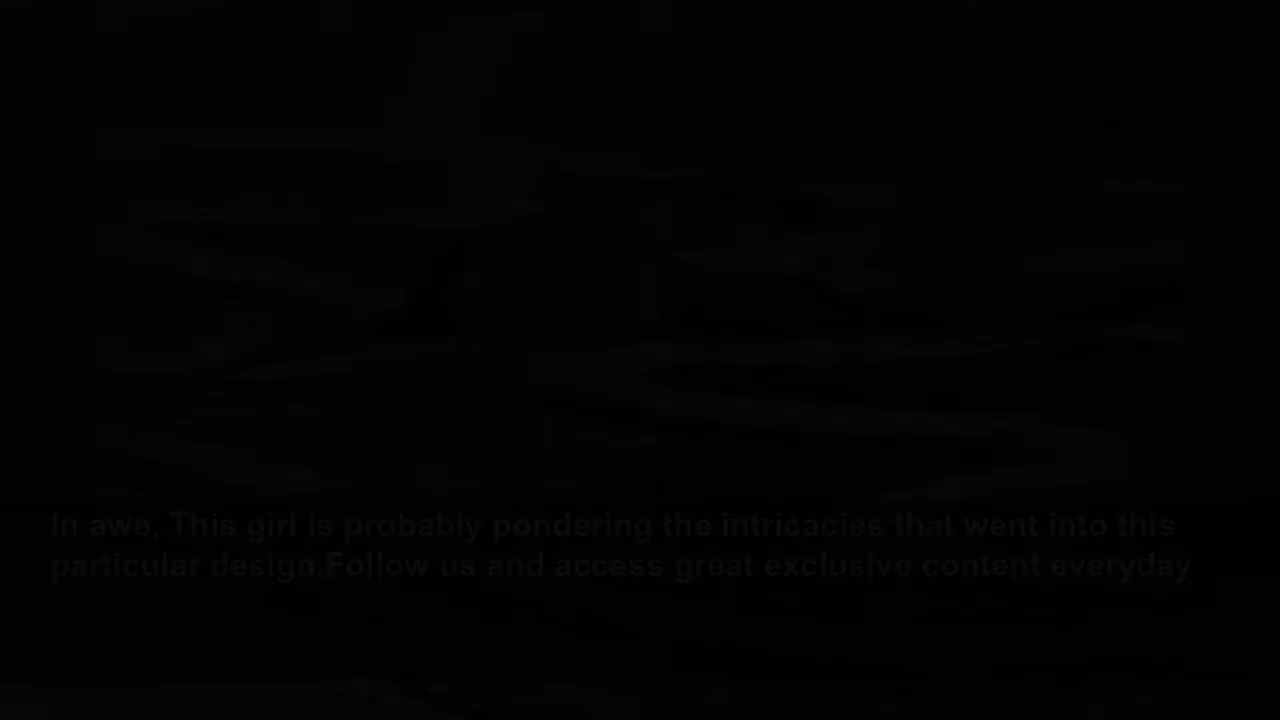 In awe, This girl is probably pondering the intricacies that went into this
particular design.Follow us and access great exclusive content everyday